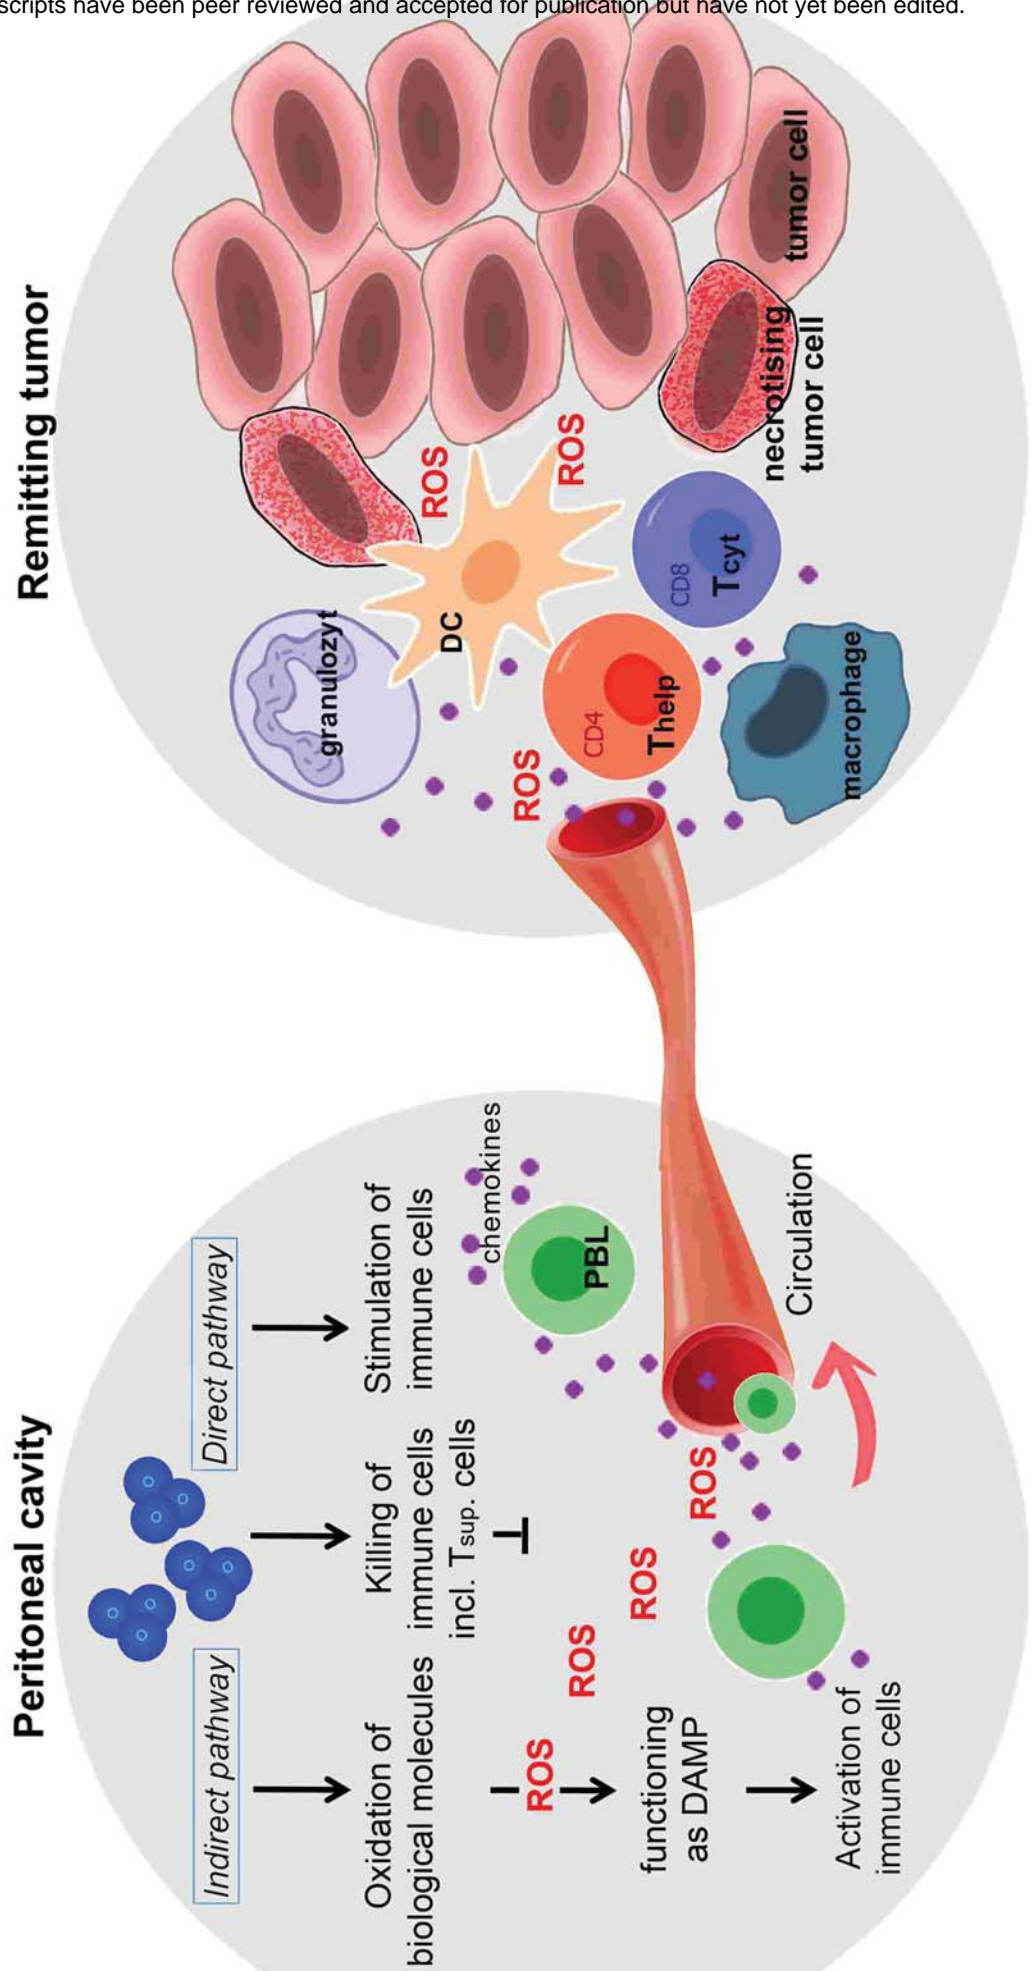 scripts have been peer reviewed and accepted for publication but have not yet been edited.
Peritoneal cavity
Indirect pathway
Direct pathway
Oxidation of
biological molecules
Killing of
immune cells
incl. Tsup. cells
Stimulation of
immune cells
chemokines
ROS
ROS
ROS
ROS
functioning
as DAMP
Activation of
immune cells
PBL
Circulation
Remitting tumor
granulozyt
DC
ROS
ROS
ROS
CD4
Thelp
CD8
Tcyt
macrophage
necrotising
tumor cell
tumor cell